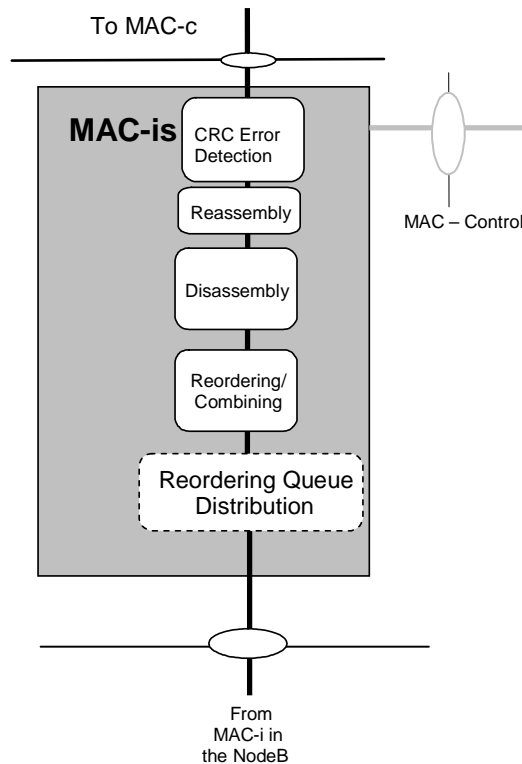 To MAC-c
MAC-is
CRC Error
Detection
Reassembly
MAC – Control
Disassembly
Reordering/
Combining
Reordering Queue
Distribution
From
MAC-i in
the NodeB